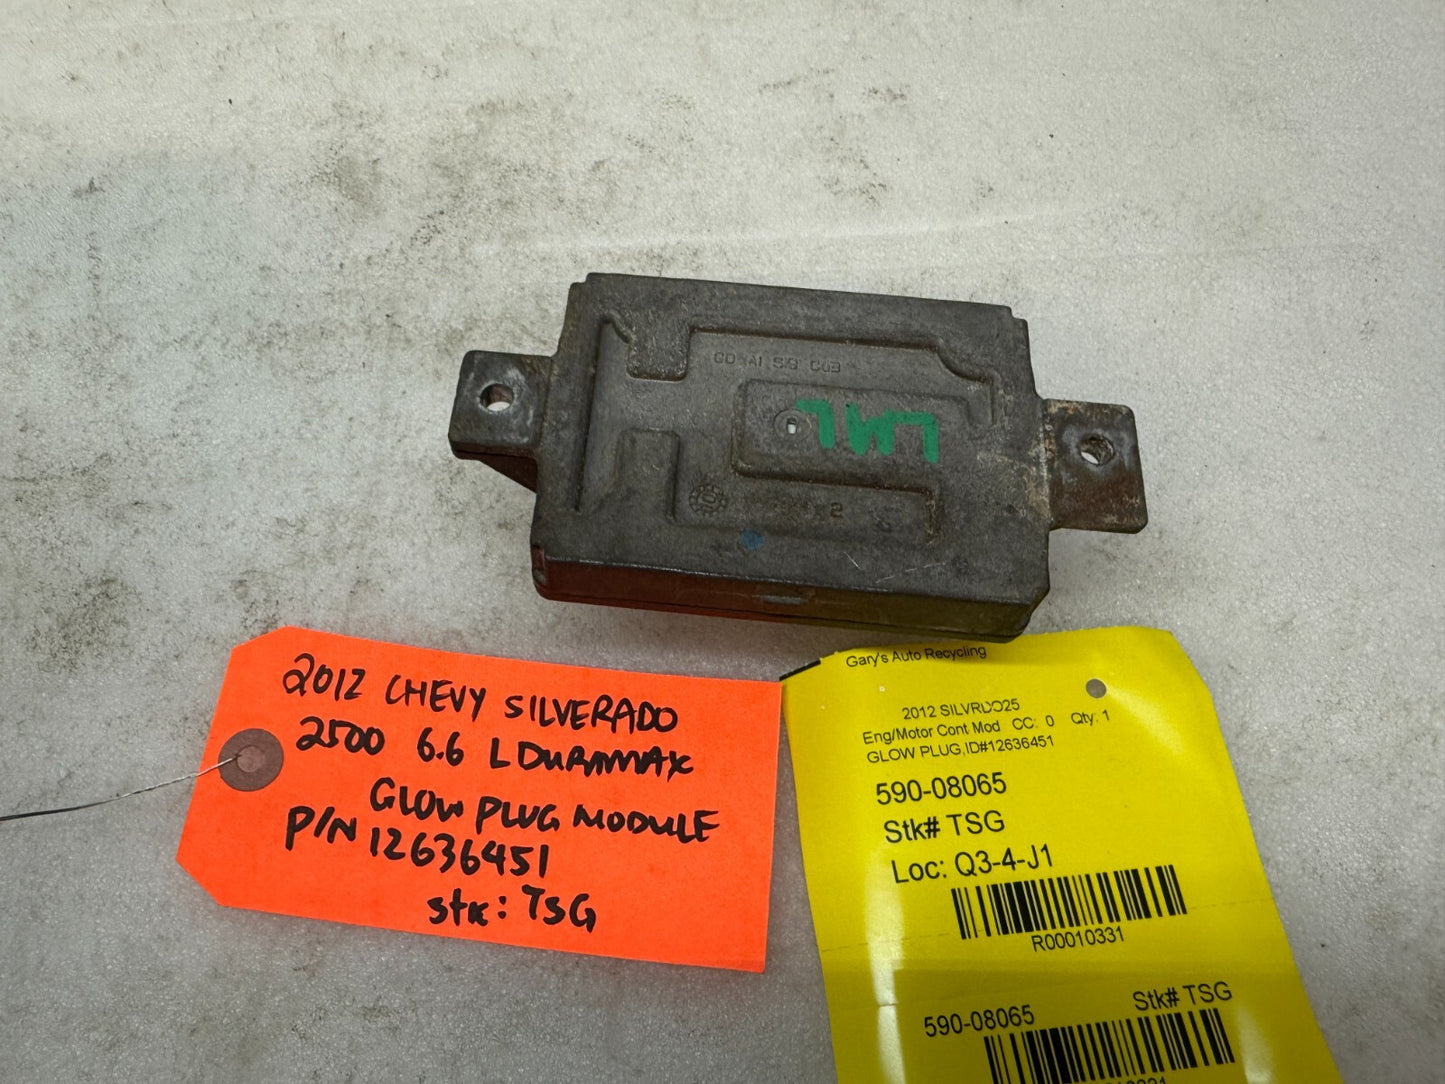 LML
2
2012 CHEVY SILVERADO
2500 6.6 L DURAMAX
GLOW PLUG MODULE
P/N 12636451
stk: TSG
Gary's Auto Recycling
2012 SILVRDO25
Eng/Motor Cont Mod CC: 0 Qty: 1
GLOW PLUG,ID#12636451
590-08065
Stk# TSG
Loc: Q3-4-J1
R00010331
590-08065 Stk# TSG